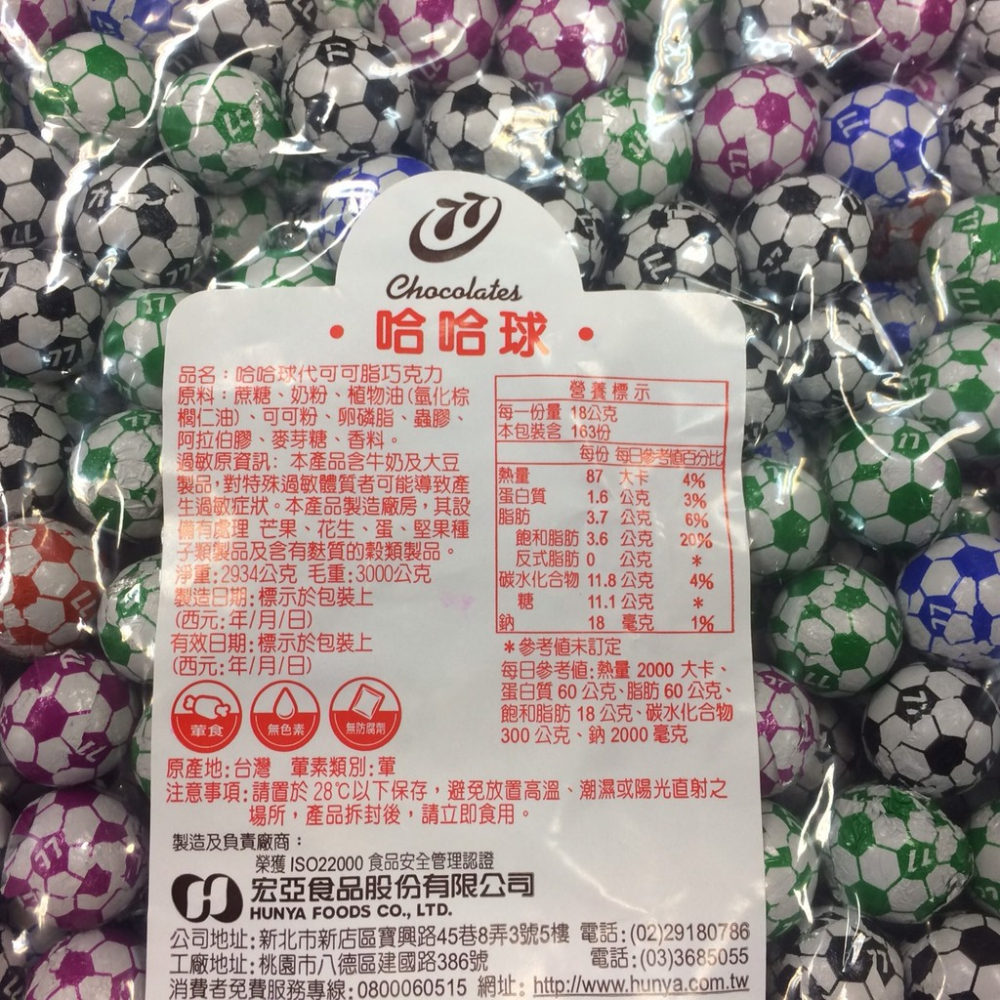 77
Chocolates
•哈哈球•
品名：哈哈球代可可脂巧克力
原料：蔗糖、奶粉、植物油(氫化棕
櫚仁油)、可可粉、卵磷脂、蟲膠、
阿拉伯膠、麥芽糖、香料。
過敏原資訊：本產品含牛奶及大豆
製品，對特殊過敏體質者可能導致產
生過敏症狀。本產品製造廠房，其設
備有處理 芒果、花生、蛋、堅果種
子類製品及含有麩質的穀類製品。
淨重:2934公克 毛重:3000公克
製造日期:標示於包裝上
(西元:年/月/日)
有效日期:標示於包裝上
(西元:年/月/日)
營養標示
每一份量 18公克
本包裝含 163份
每份 每日參考值百分比
熱量 87 大卡 4%
蛋白質 1.6 公克 3%
脂肪 3.7 公克 6%
飽和脂肪 3.6 公克 20%
反式脂肪 0 公克 *
碳水化合物 11.8 公克 4%
糖 11.1 公克 *
鈉 18 毫克 1%
*參考值未訂定
每日參考值:熱量 2000 大卡、
蛋白質 60 公克、脂肪 60 公克、
飽和脂肪 18 公克、碳水化合物
300 公克、鈉 2000 毫克
葷食 無色素 無防腐劑
原產地:台灣 葷素類別:葷
注意事項:請置於 28℃以下保存，避免放置高溫、潮濕或陽光直射之
場所，產品拆封後，請立即食用。
製造及負責廠商：
榮獲 ISO22000 食品安全管理認證
宏亞食品股份有限公司
HUNYA FOODS CO., LTD.
公司地址:新北市新店區寶興路45巷8弄3號5樓 電話:(02)29180786
工廠地址:桃園市八德區建國路386號 電話:(03)3685055
消費者免費服務專線:0800060515 網址: http://www.hunya.com.tw